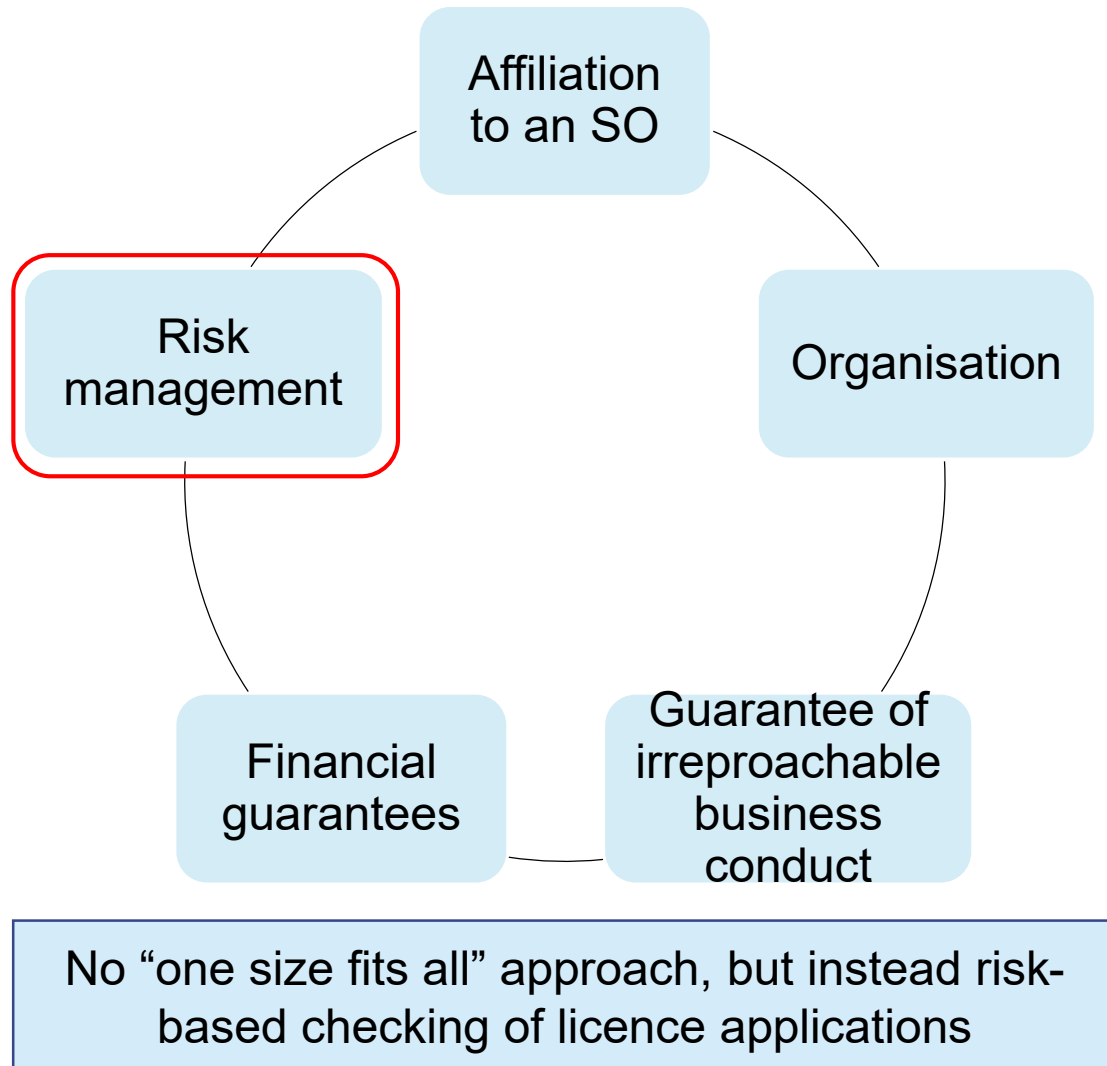 Affiliation
to an SO
Risk
management
Organisation
Financial
guarantees
Guarantee of
irreproachable
business
conduct
No “one size fits all” approach, but instead risk-
based checking of licence applications